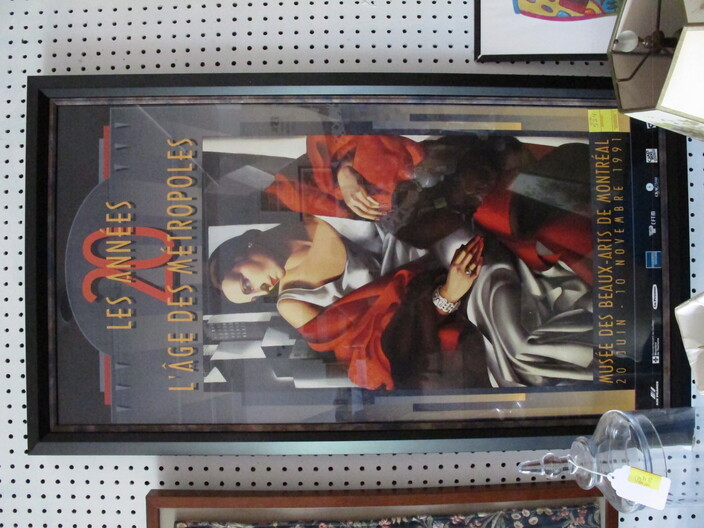 LES ANNÉES
20
L'ÂGE DES MÉTROPOLES
MUSÉE DES BEAUX-ARTS DE MONTRÉAL
20 JUIN - 10 NOVEMBRE 1991